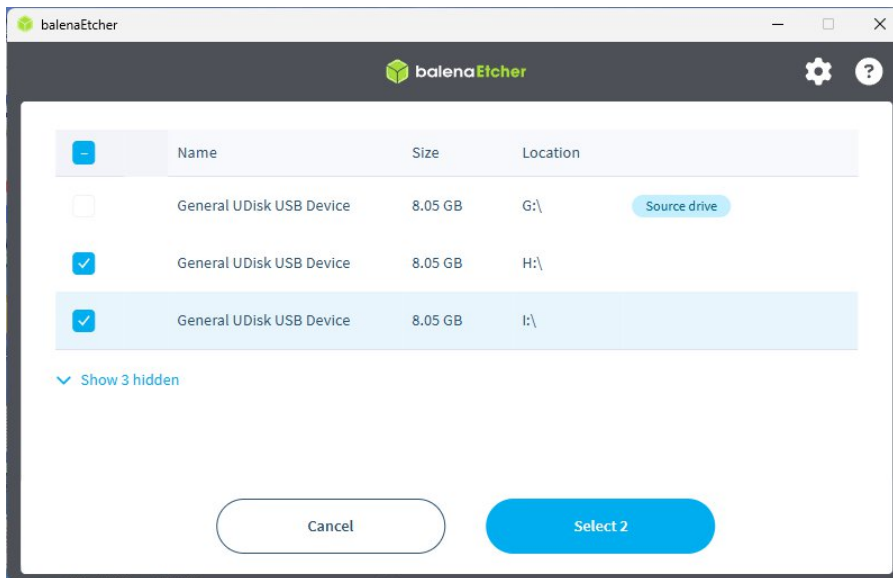 balenaEtcher
balenaEtcher
?
Name Size Location
General UDisk USB Device 8.05 GB G:\ Source drive
General UDisk USB Device 8.05 GB H:\
General UDisk USB Device 8.05 GB I:\
Show 3 hidden
Cancel Select 2